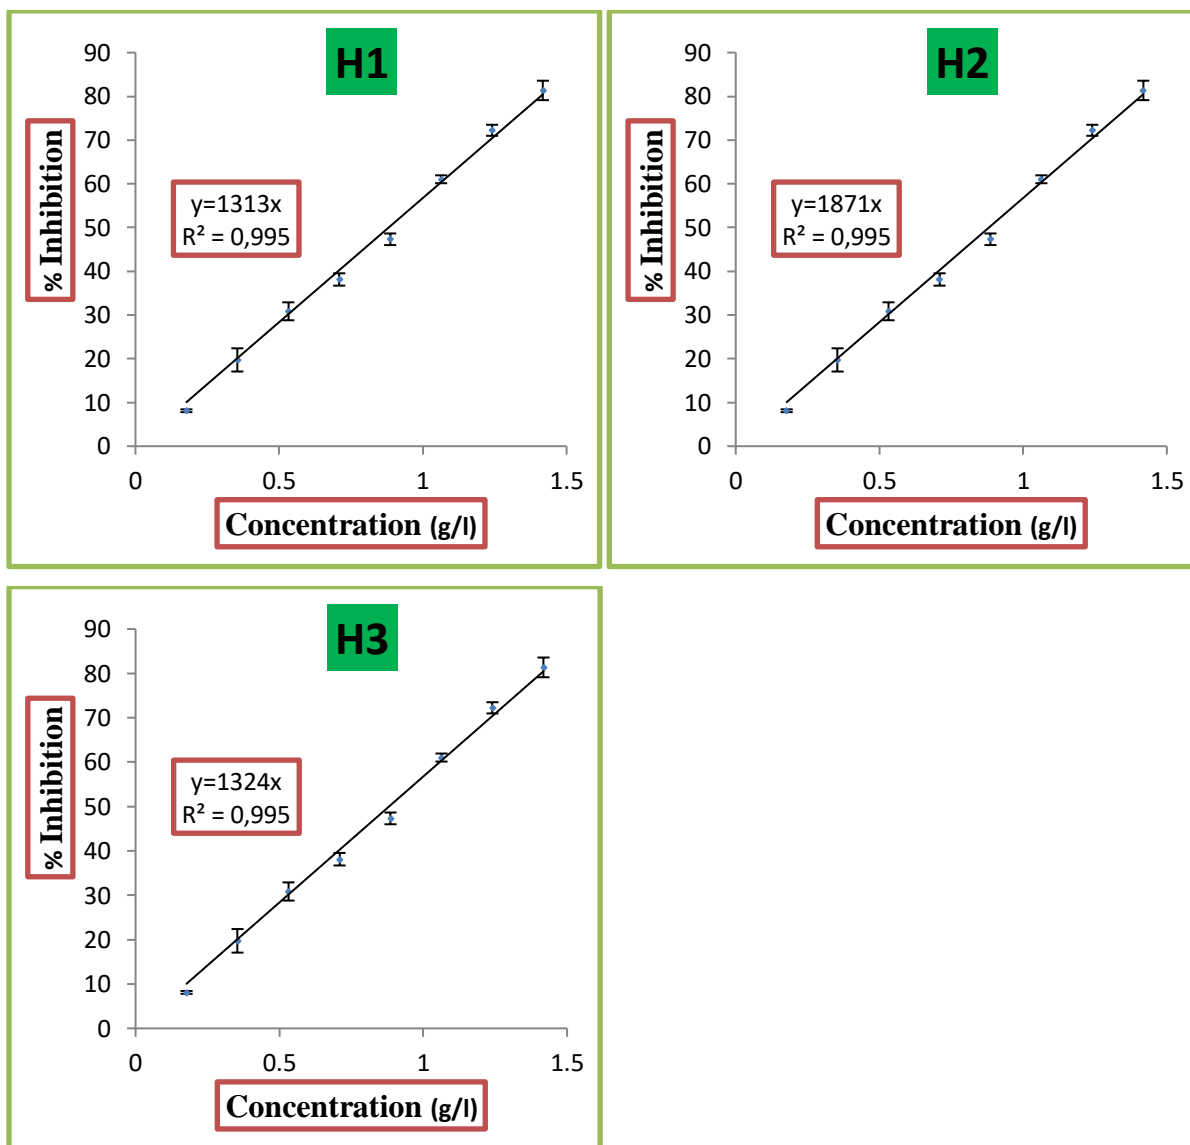 H1
90
80
70
60
50
40
30
20
10
0
% Inhibition
y=1313x
R² = 0,995
0 0.5 1 1.5
Concentration (g/l)
H2
90
80
70
60
50
40
30
20
10
0
% Inhibition
y=1871x
R² = 0,995
0 0.5 1 1.5
Concentration (g/l)
H3
90
80
70
60
50
40
30
20
10
0
% Inhibition
y=1324x
R² = 0,995
0 0.5 1 1.5
Concentration (g/l)